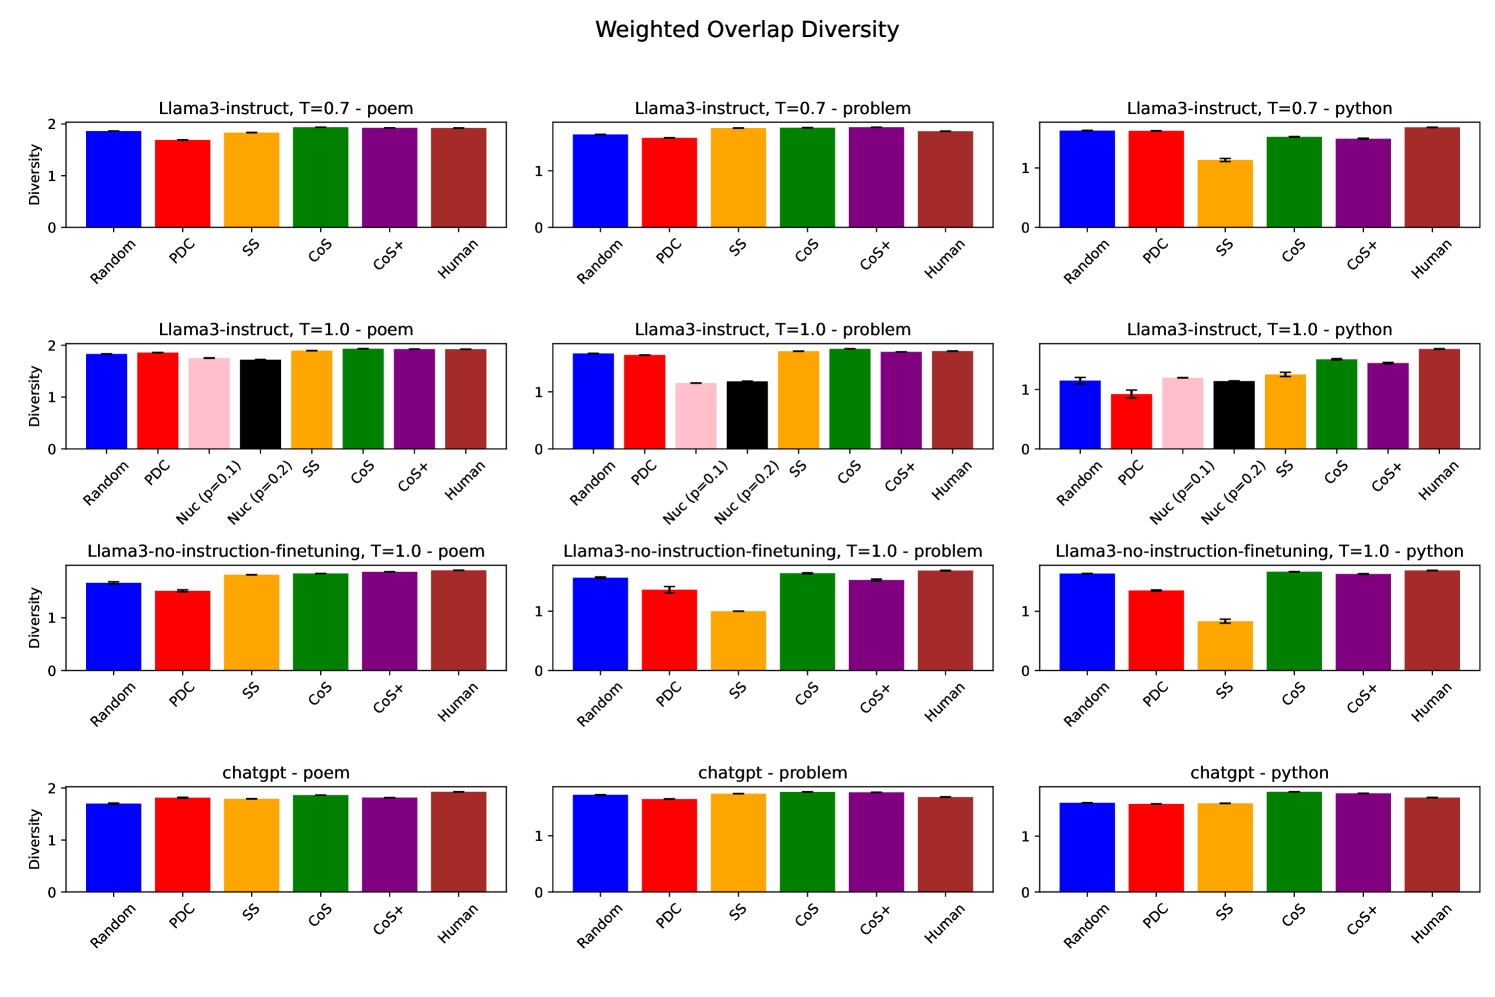 Weighted Overlap Diversity
Llama3-instruct, T=0.7 - poem
Diversity
2
1
0
Random
PDC
SS
CoS
CoS+
Human
Llama3-instruct, T=0.7 - problem
1
0
Random
PDC
SS
CoS
CoS+
Human
Llama3-instruct, T=0.7 - python
1
0
Random
PDC
SS
CoS
CoS+
Human
Llama3-instruct, T=1.0 - poem
Diversity
2
1
0
Random
PDC
Nuc (p=0.1)
Nuc (p=0.2)
SS
CoS
CoS+
Human
Llama3-instruct, T=1.0 - problem
1
0
Random
PDC
Nuc (p=0.1)
Nuc (p=0.2)
SS
CoS
CoS+
Human
Llama3-instruct, T=1.0 - python
1
0
Random
PDC
Nuc (p=0.1)
Nuc (p=0.2)
SS
CoS
CoS+
Human
Llama3-no-instruction-finetuning, T=1.0 - poem
Diversity
1
0
Random
PDC
SS
CoS
CoS+
Human
Llama3-no-instruction-finetuning, T=1.0 - problem
1
0
Random
PDC
SS
CoS
CoS+
Human
Llama3-no-instruction-finetuning, T=1.0 - python
1
0
Random
PDC
SS
CoS
CoS+
Human
chatgpt - poem
Diversity
2
1
0
Random
PDC
SS
CoS
CoS+
Human
chatgpt - problem
1
0
Random
PDC
SS
CoS
CoS+
Human
chatgpt - python
1
0
Random
PDC
SS
CoS
CoS+
Human